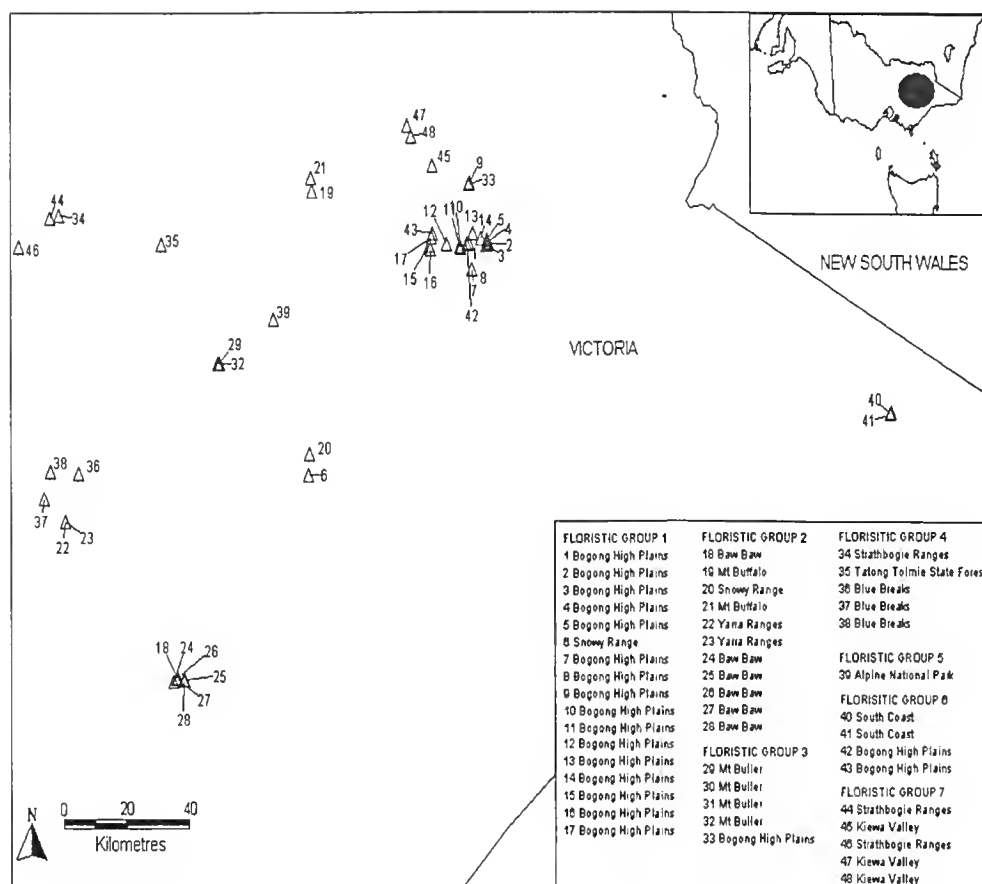 47
48
45
9
33
21
19
44
34
46
35
12
110
13
14
5
4
2
3
43
17
15
16
8
7
42
NEW SOUTH WALES
39
VICTORIA
29
32
40
41
20
6
38
36
37
22
23
18
24
26
25
27
28
N
0 20 40
Kilometres
FLORISTIC GROUP 1
1 Bogong High Plains
2 Bogong High Plains
3 Bogong High Plains
4 Bogong High Plains
5 Bogong High Plains
6 Snowy Range
7 Bogong High Plains
8 Bogong High Plains
9 Bogong High Plains
10 Bogong High Plains
11 Bogong High Plains
12 Bogong High Plains
13 Bogong High Plains
14 Bogong High Plains
15 Bogong High Plains
16 Bogong High Plains
17 Bogong High Plains
FLORISTIC GROUP 2
18 Baw Baw
19 Mt Buffalo
20 Snowy Range
21 Mt Buffalo
22 Yarra Ranges
23 Yarra Ranges
24 Baw Baw
25 Baw Baw
26 Baw Baw
27 Baw Baw
28 Baw Baw
FLORISTIC GROUP 3
29 Mt Buller
30 Mt Buller
31 Mt Buller
32 Mt Buller
33 Bogong High Plains
FLORISITIC GROUP 4
34 Strathbogie Ranges
35 Tatong Tolmie State Fores
36 Blue Breaks
37 Blue Breaks
38 Blue Breaks
FLORISTIC GROUP 5
39 Alpine National Park
FLORISITIC GROUP 6
40 South Coast
41 South Coast
42 Bogong High Plains
43 Bogong High Plains
FLORISTIC GROUP 7
44 Strathbogie Ranges
45 Kiewa Valley
46 Strathbogie Ranges
47 Kiewa Valley
48 Kiewa Valley